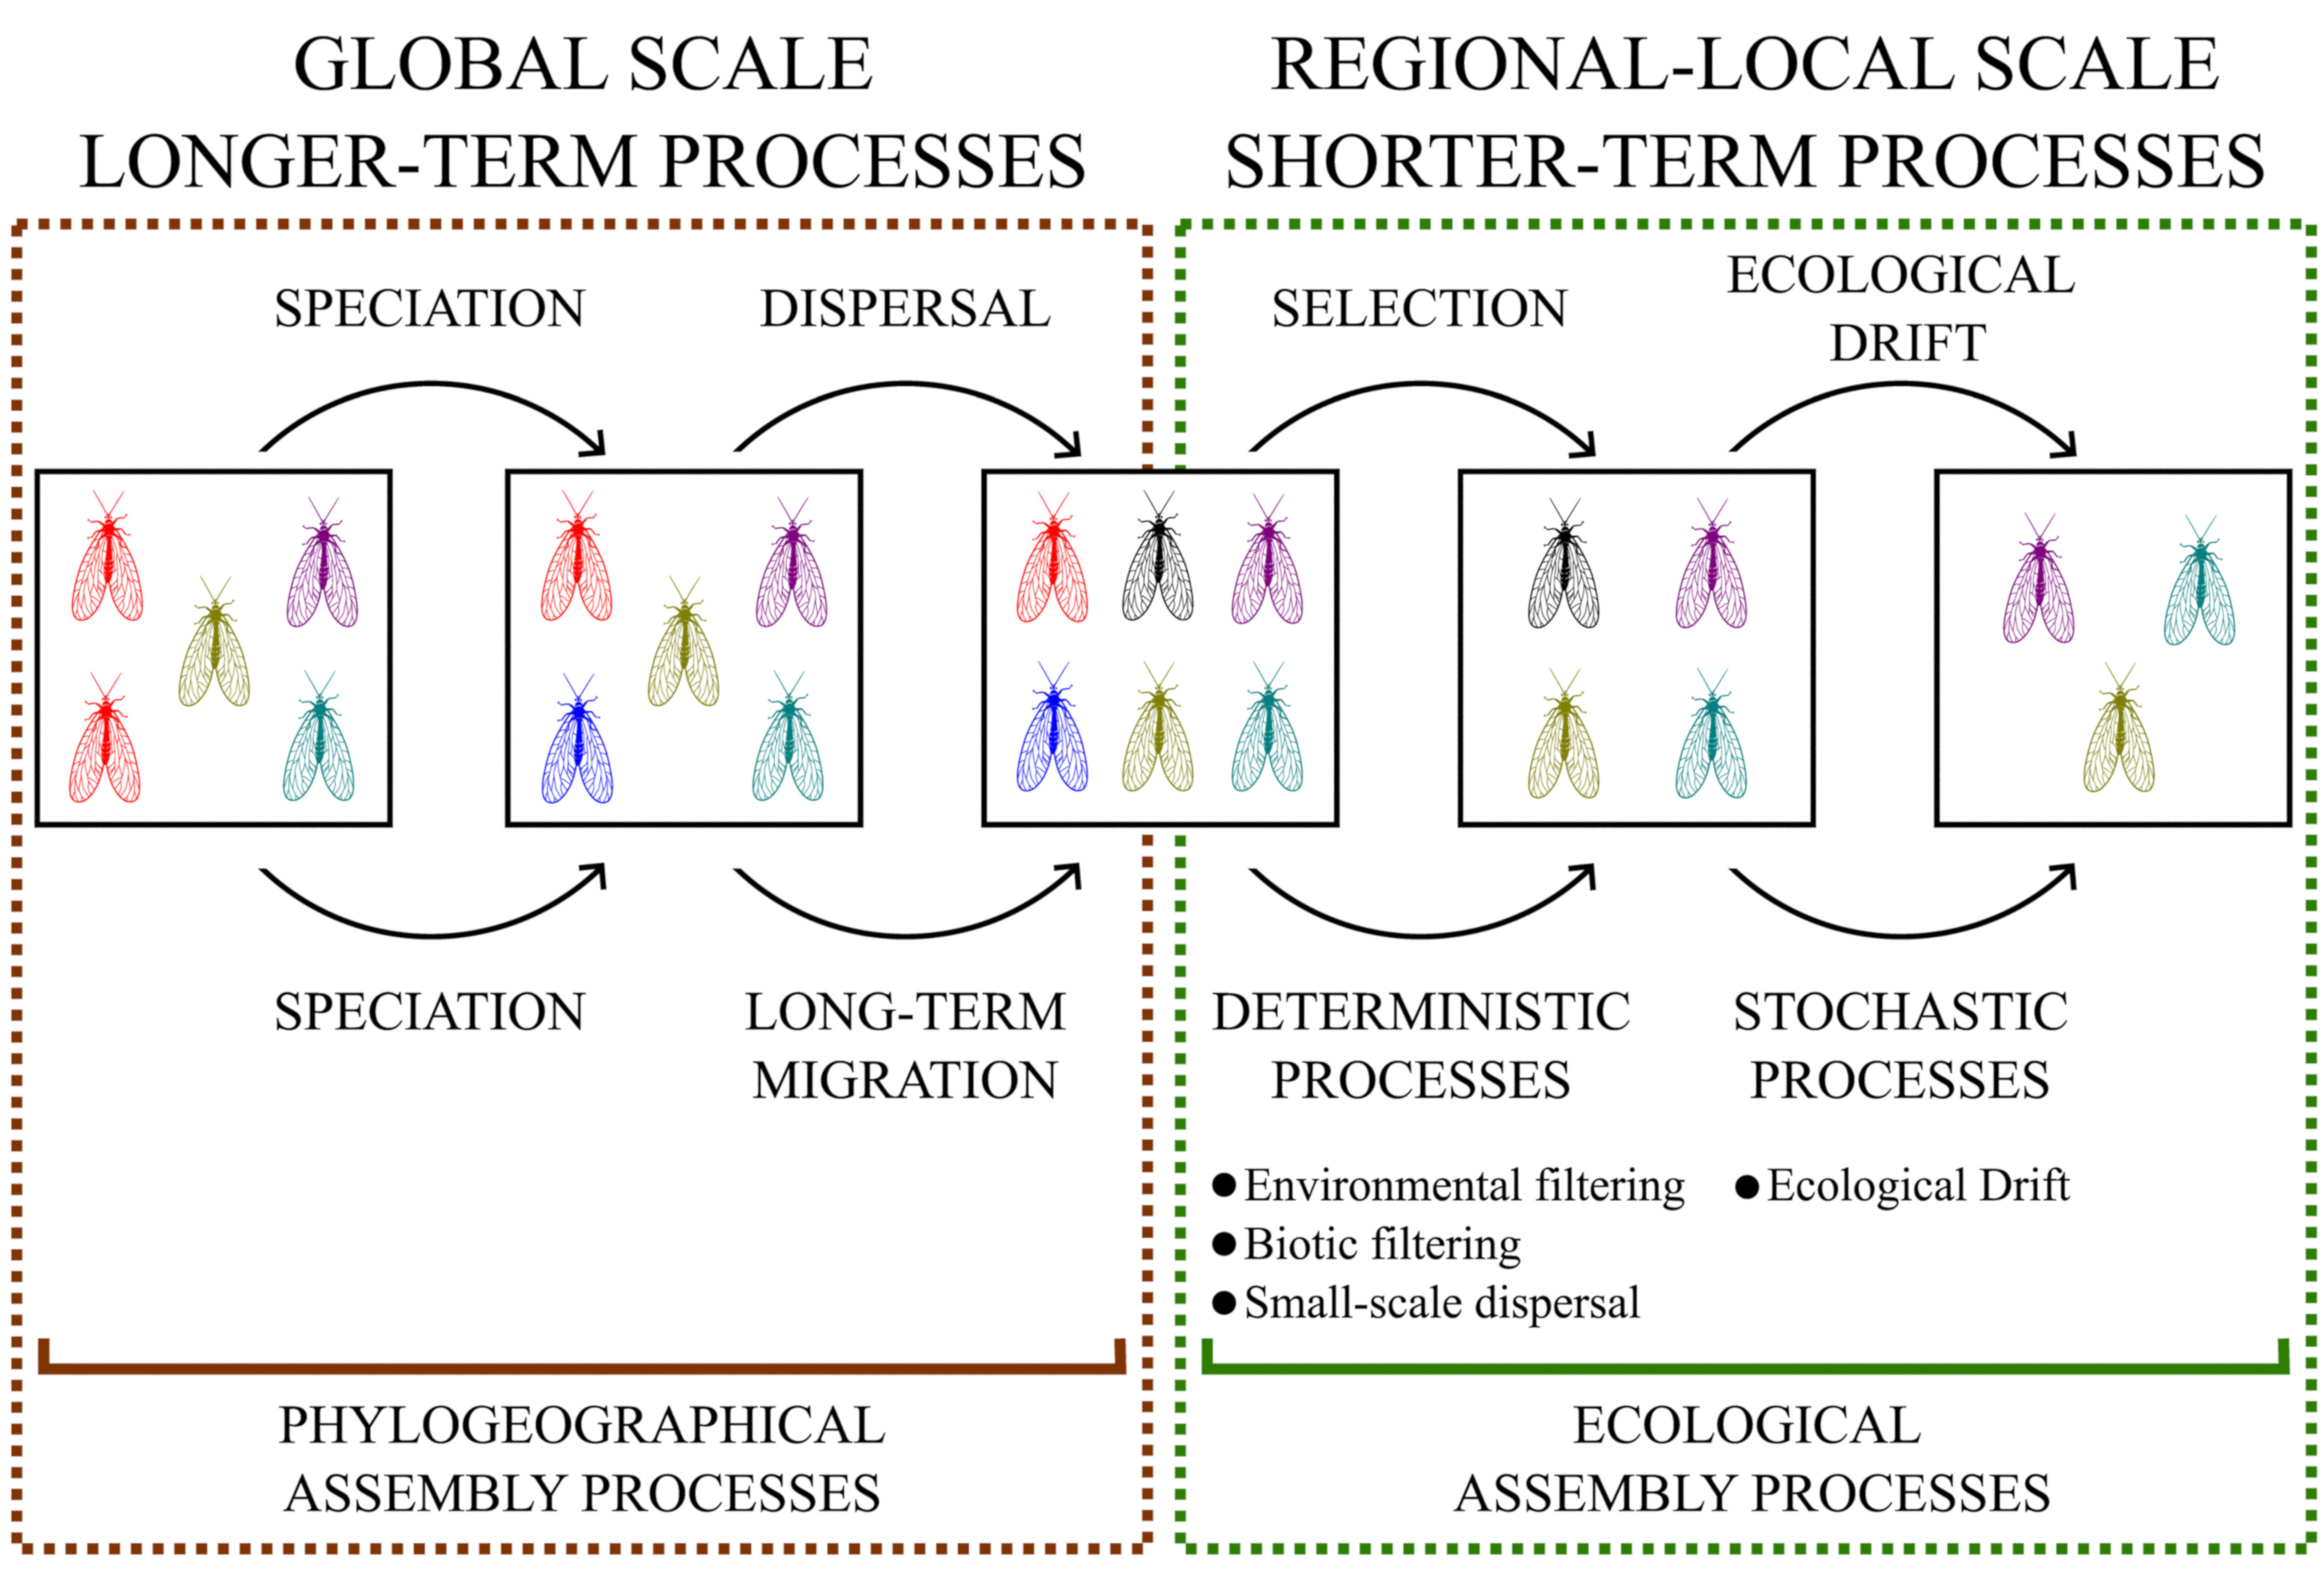 GLOBAL SCALE
LONGER-TERM PROCESSES
REGIONAL-LOCAL SCALE
SHORTER-TERM PROCESSES
SPECIATION
DISPERSAL
SELECTION
ECOLOGICAL
DRIFT
SPECIATION
LONG-TERM
MIGRATION
DETERMINISTIC
PROCESSES
STOCHASTIC
PROCESSES
● Environmental filtering
● Biotic filtering
● Small-scale dispersal
● Ecological Drift
PHYLOGEOGRAPHICAL
ASSEMBLY PROCESSES
ECOLOGICAL
ASSEMBLY PROCESSES